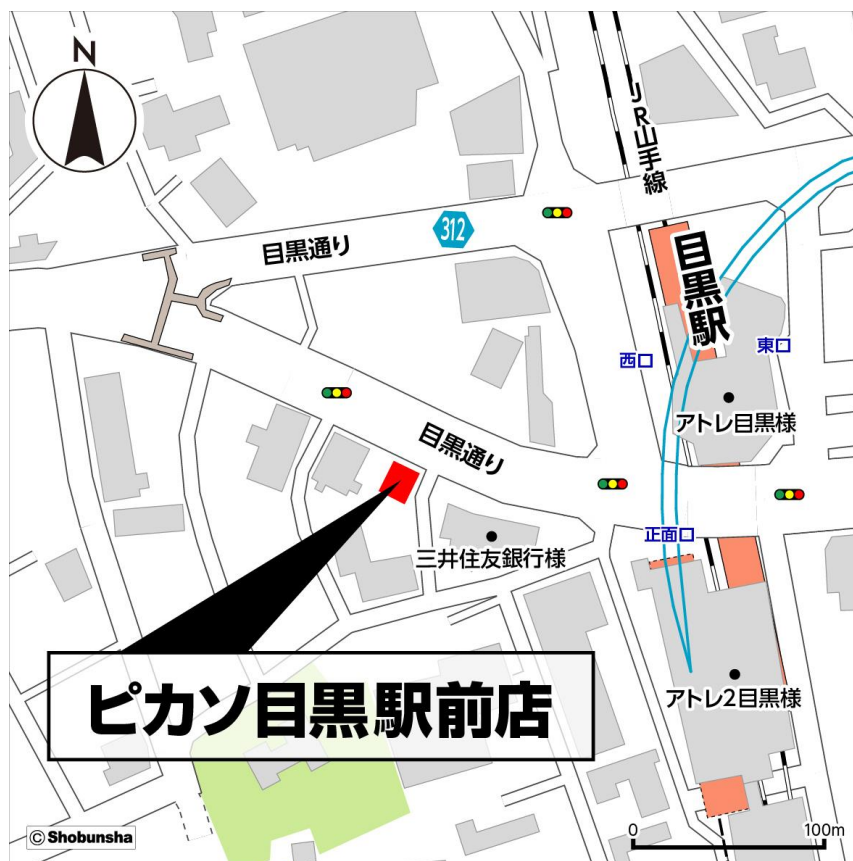 N
JR山手線
312
目黒通り
目黒駅
西口
東口
アトレ目黒様
目黒通り
正面口
三井住友銀行様
ピカソ目黒駅前店
アトレ2目黒様
© Shobunsha
0
100m